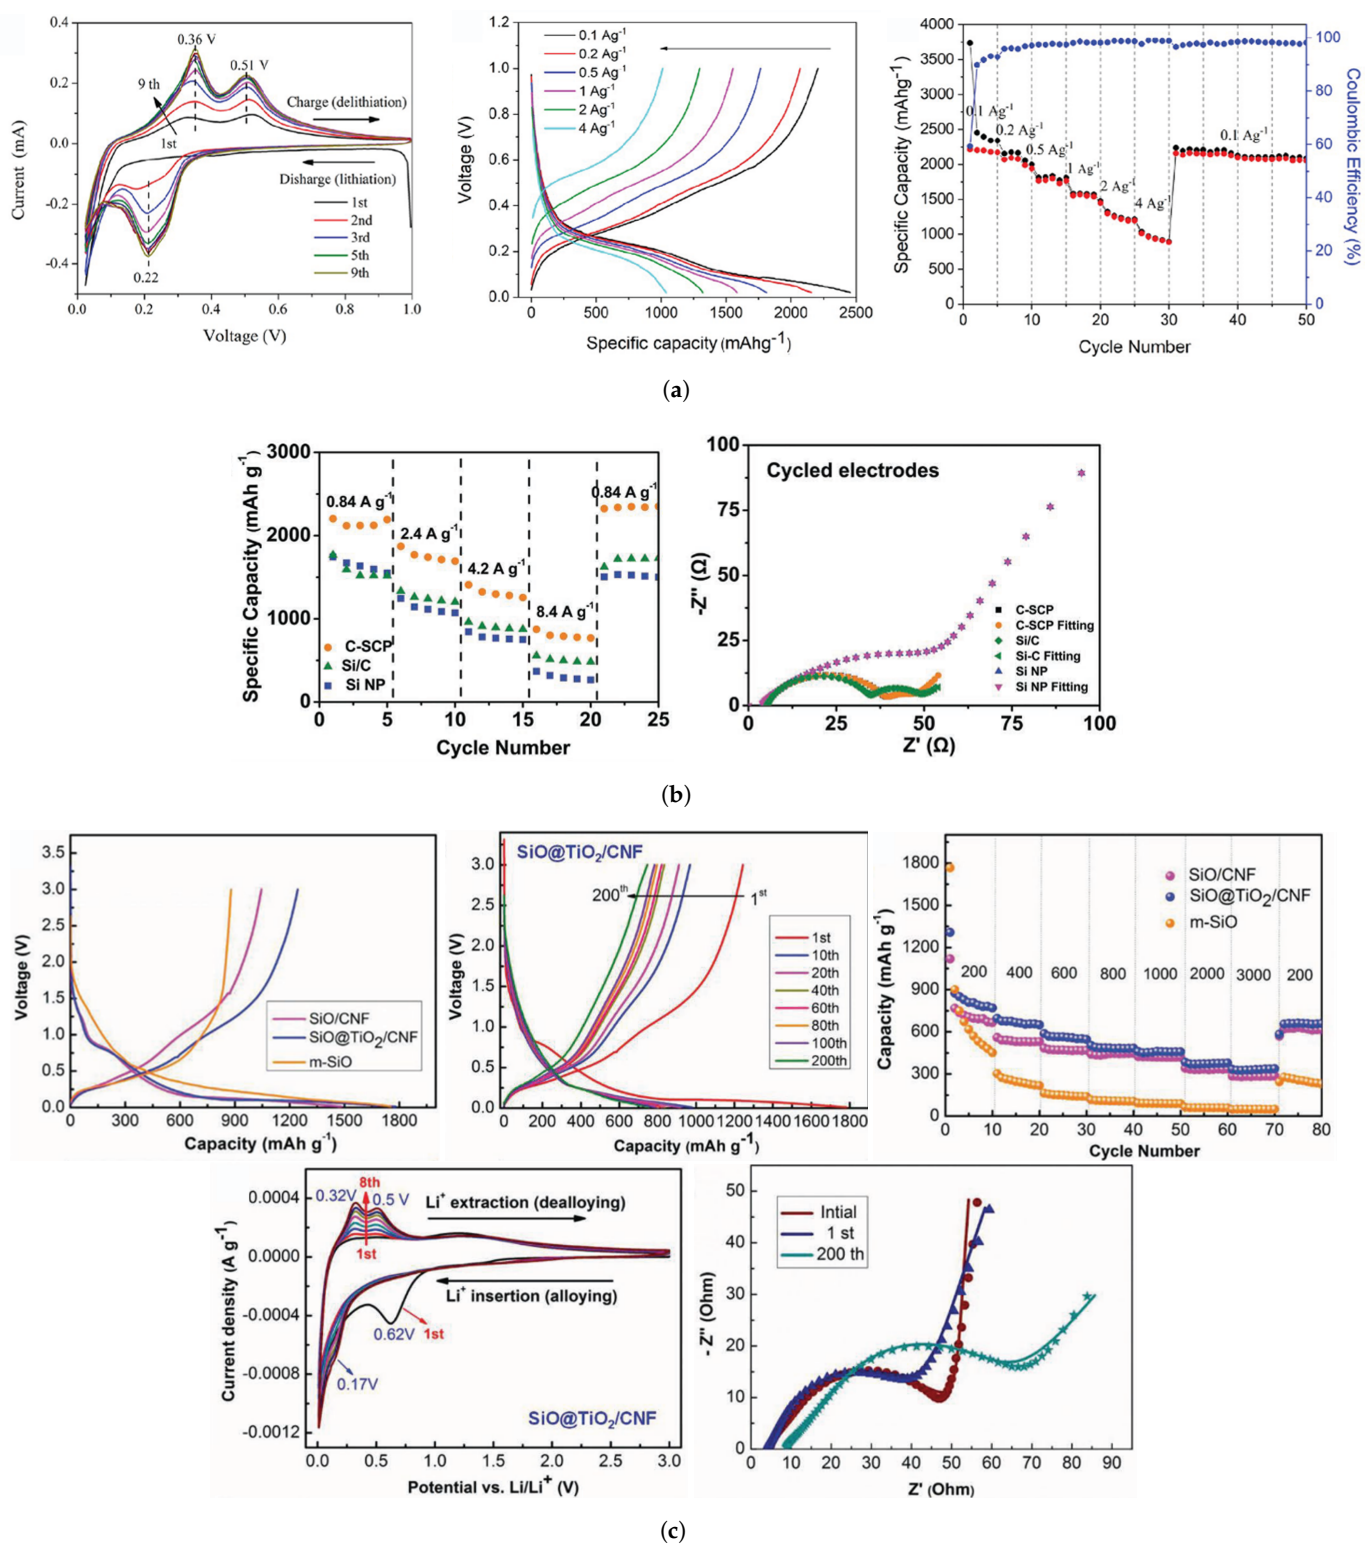 0.4
0.2
0.0
-0.2
-0.4
Current (mA)
0.0
0.2
0.4
0.6
0.8
1.0
Voltage (V)
0.36 V
0.51 V
9 th
1st
Charge (delithiation)
Disharge (lithiation)
0.22
1st
2nd
3rd
5th
9th
1.2
1.0
0.8
0.6
0.4
0.2
0.0
Voltage (V)
0
500
1000
1500
2000
2500
Specific capacity (mAhg⁻¹)
0.1 Ag⁻¹
0.2 Ag⁻¹
0.5 Ag⁻¹
1 Ag⁻¹
2 Ag⁻¹
4 Ag⁻¹
4000
3500
3000
2500
2000
1500
1000
500
0
Specific Capacity (mAhg⁻¹)
0
10
20
30
40
50
Cycle Number
100
80
60
40
20
0
Coulombic Efficiency (%)
0.1 Ag⁻¹
0.2 Ag⁻¹
0.5 Ag⁻¹
1 Ag⁻¹
2 Ag⁻¹
4 Ag⁻¹
0.1 Ag⁻¹
(a)
3000
2000
1000
0
Specific Capacity (mAh g⁻¹)
0
5
10
15
20
25
Cycle Number
0.84 A g⁻¹
2.4 A g⁻¹
4.2 A g⁻¹
8.4 A g⁻¹
0.84 A g⁻¹
C-SCP
Si/C
Si NP
100
75
50
25
0
-Z'' (Ω)
0
25
50
75
100
Z' (Ω)
Cycled electrodes
C-SCP
C-SCP Fitting
Si/C
Si-C Fitting
Si NP
Si NP Fitting
(b)
3.5
3.0
2.5
2.0
1.5
1.0
0.5
0.0
Voltage (V)
0
300
600
900
1200
1500
1800
Capacity (mAh g⁻¹)
SiO/CNF
SiO@TiO₂/CNF
m-SiO
SiO@TiO₂/CNF
3.0
2.5
2.0
1.5
1.0
0.5
0.0
Voltage (V)
0
200
400
600
800
1000
1200
1400
1600
1800
Capacity (mAh g⁻¹)
200th
1st
1st
10th
20th
40th
60th
80th
100th
200th
1800
1500
1200
900
600
300
0
Capacity (mAh g⁻¹)
0
10
20
30
40
50
60
70
80
Cycle Number
SiO/CNF
SiO@TiO₂/CNF
m-SiO
200
400
600
800
1000
2000
3000
200
0.0004
0.0000
-0.0004
-0.0008
-0.0012
Current density (A g⁻¹)
0.0
0.5
1.0
1.5
2.0
2.5
3.0
Potential vs. Li/Li⁺ (V)
8th
0.32V
0.5 V
1st
Li⁺ extraction (dealloying)
Li⁺ insertion (alloying)
0.62V
1st
0.17V
SiO@TiO₂/CNF
50
40
30
20
10
0
- Z'' (Ohm)
0
10
20
30
40
50
60
70
80
90
Z' (Ohm)
Intial
1 st
200 th
(c)